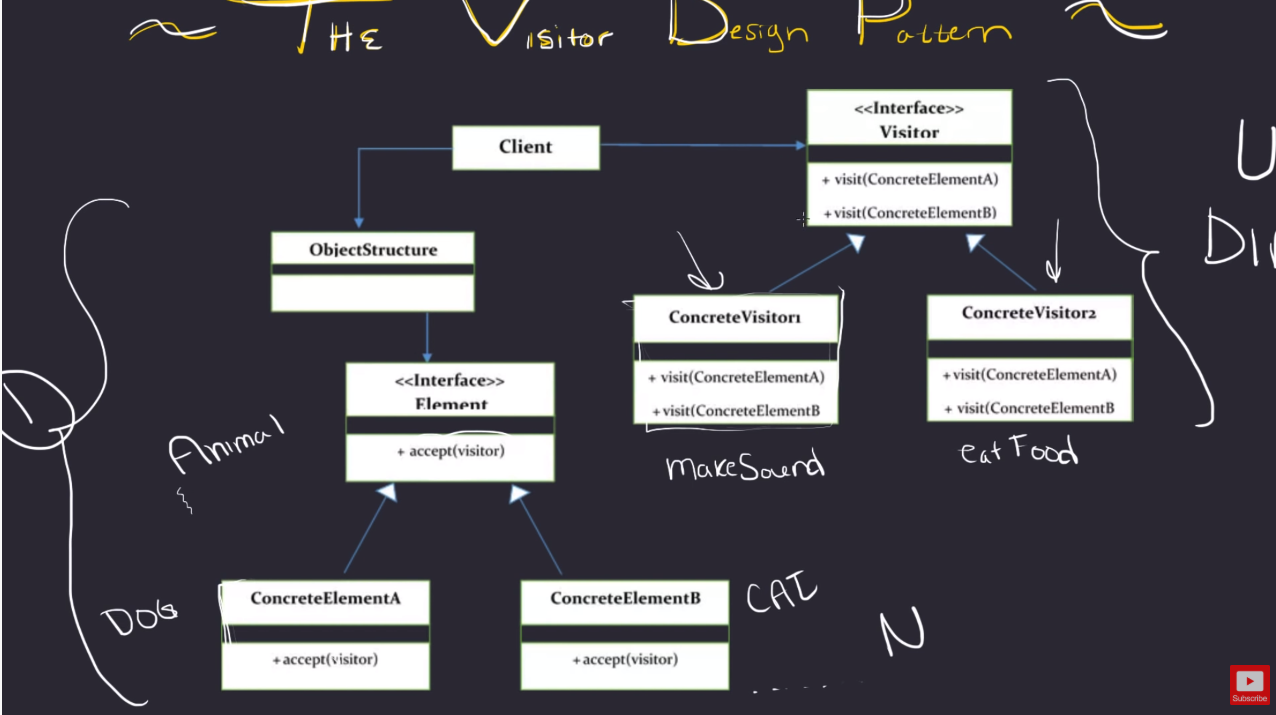 ~ THE Visitor Design Pattern ~
<<Interface>>
Visitor
+ visit(ConcreteElementA)
+visit(ConcreteElementB)
Client
ObjectStructure
ConcreteVisitor1
+ visit(ConcreteElementA)
+visit(ConcreteElementB
ConcreteVisitor2
+visit(ConcreteElementA)
+ visit(ConcreteElementB
<<Interface>>
Element
+ accept(visitor)
Animal
makeSound
eatFood
ConcreteElementA
+accept(visitor)
ConcreteElementB
+accept(visitor)
DOG
CAT
N
Subscribe